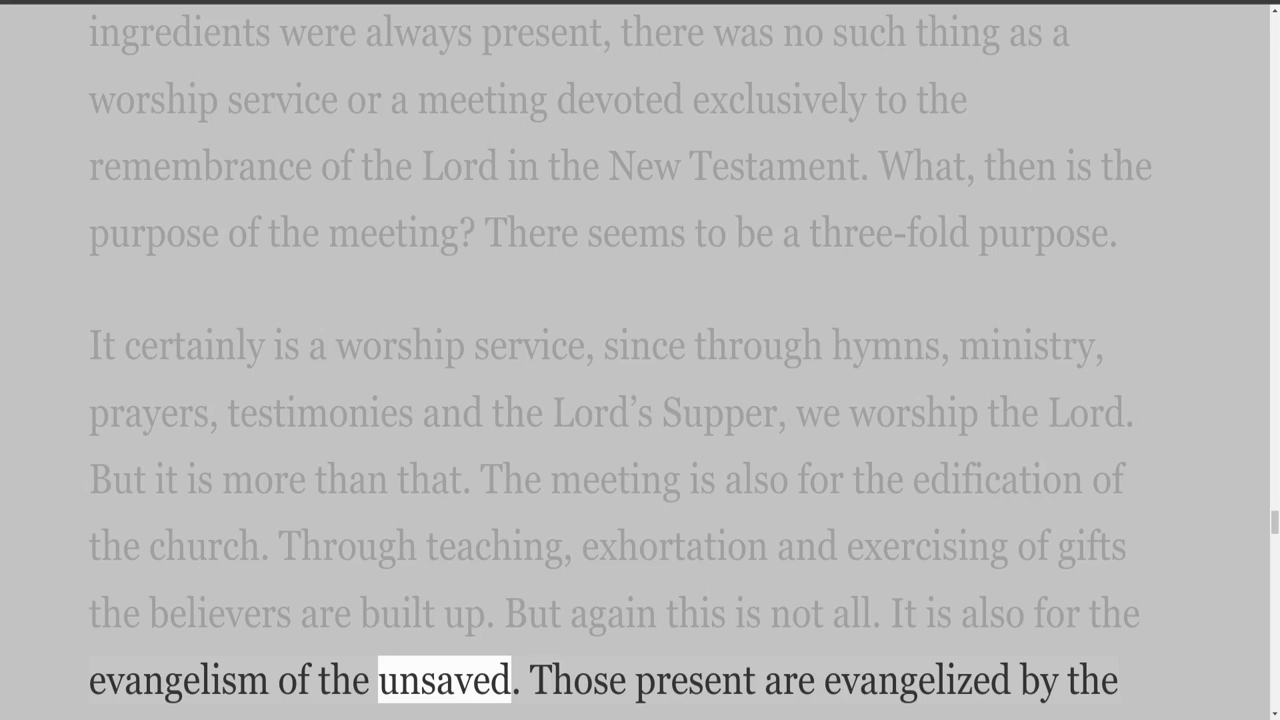 ingredients were always present, there was no such thing as a
worship service or a meeting devoted exclusively to the
remembrance of the Lord in the New Testament. What, then is the
purpose of the meeting? There seems to be a three-fold purpose.
It certainly is a worship service, since through hymns, ministry,
prayers, testimonies and the Lord’s Supper, we worship the Lord.
But it is more than that. The meeting is also for the edification of
the church. Through teaching, exhortation and exercising of gifts
the believers are built up. But again this is not all. It is also for the
evangelism of the unsaved. Those present are evangelized by the